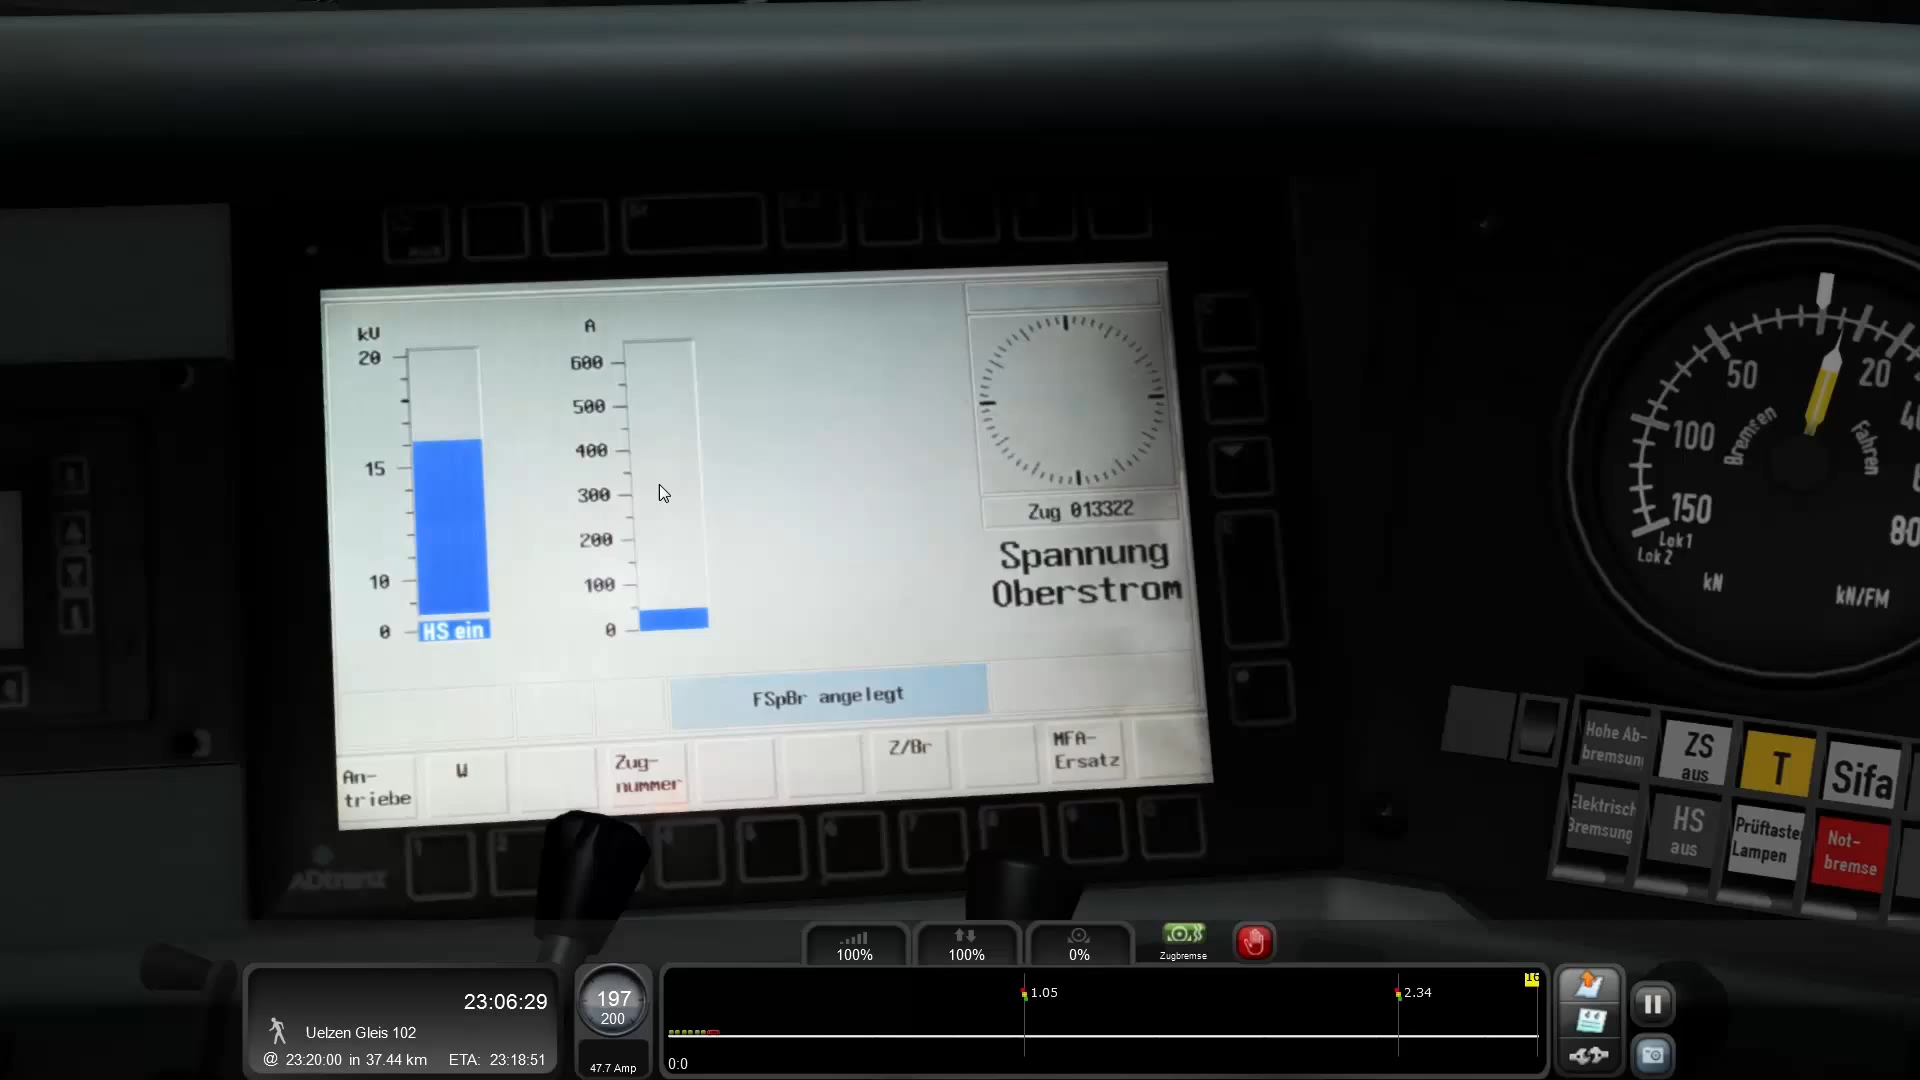 kV
20
15
10
0
HS ein
A
600
500
400
300
200
100
0
Zug 013322
Spannung
Oberstrom
FSpBr angelegt
An-
triebe
W
Zug-
nummer
Z/Br
MFA-
Ersatz
ADtranz
50
20
100
150
80
Bremsen
Fahren
Lok 1
Lok 2
kN
kN/FM
Hohe Ab-
bremsun
ZS
aus
T
Sifa
Elektrisch
Bremsung
HS
aus
Prüftaste
Lampen
Not-
bremse
100%
100%
0%
Zugbremse
23:06:29
Uelzen Gleis 102
@ 23:20:00 in 37.44 km ETA: 23:18:51
197
200
47.7 Amp
1.05
2.34
16
0:0